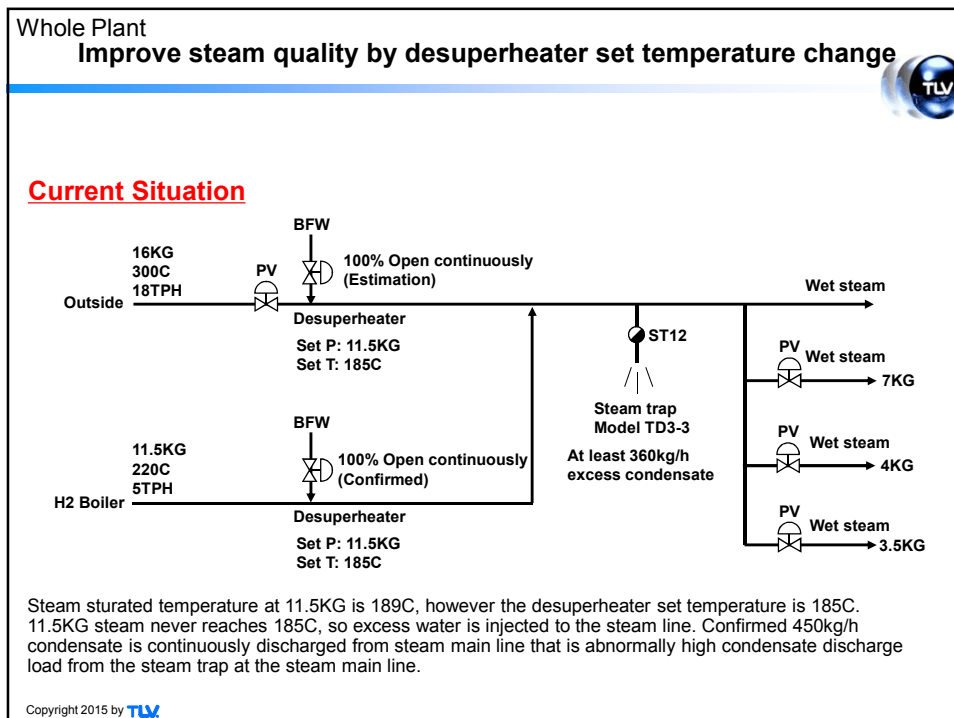 Whole Plant
Improve steam quality by desuperheater set temperature change
TLV
Current Situation
BFW
16KG
300C
18TPH
PV
100% Open continuously
(Estimation)
Outside
Wet steam
Desuperheater
Set P: 11.5KG
Set T: 185C
ST12
PV
Wet steam
7KG
Steam trap
Model TD3-3
At least 360kg/h
excess condensate
BFW
11.5KG
220C
5TPH
100% Open continuously
(Confirmed)
PV
Wet steam
4KG
H2 Boiler
Desuperheater
Set P: 11.5KG
Set T: 185C
PV
Wet steam
3.5KG
Steam sturated temperature at 11.5KG is 189C, however the desuperheater set temperature is 185C.
11.5KG steam never reaches 185C, so excess water is injected to the steam line. Confirmed 450kg/h
condensate is continuously discharged from steam main line that is abnormally high condensate discharge
load from the steam trap at the steam main line.
Copyright 2015 by TLV.